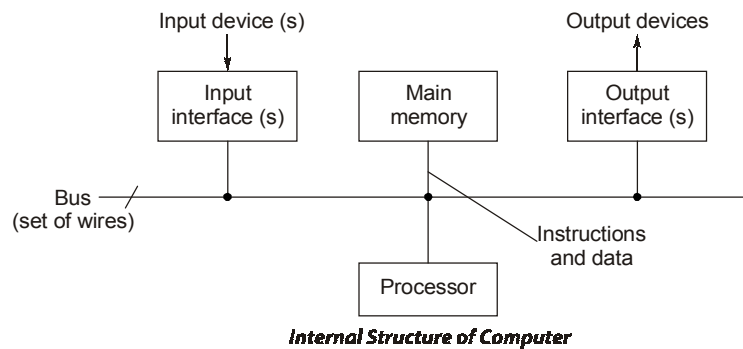 Input device (s)
Output devices
Input
interface (s)
Main
memory
Output
interface (s)
Bus
(set of wires)
Instructions
and data
Processor
Internal Structure of Computer